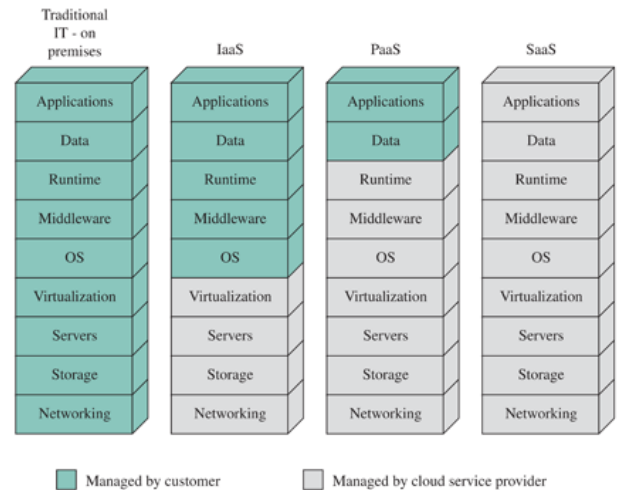 Traditional
IT - on
premises
IaaS
PaaS
SaaS
Applications
Applications
Applications
Applications
Data
Data
Data
Data
Runtime
Runtime
Runtime
Runtime
Middleware
Middleware
Middleware
Middleware
OS
OS
OS
OS
Virtualization
Virtualization
Virtualization
Virtualization
Servers
Servers
Servers
Servers
Storage
Storage
Storage
Storage
Networking
Networking
Networking
Networking
Managed by customer
Managed by cloud service provider